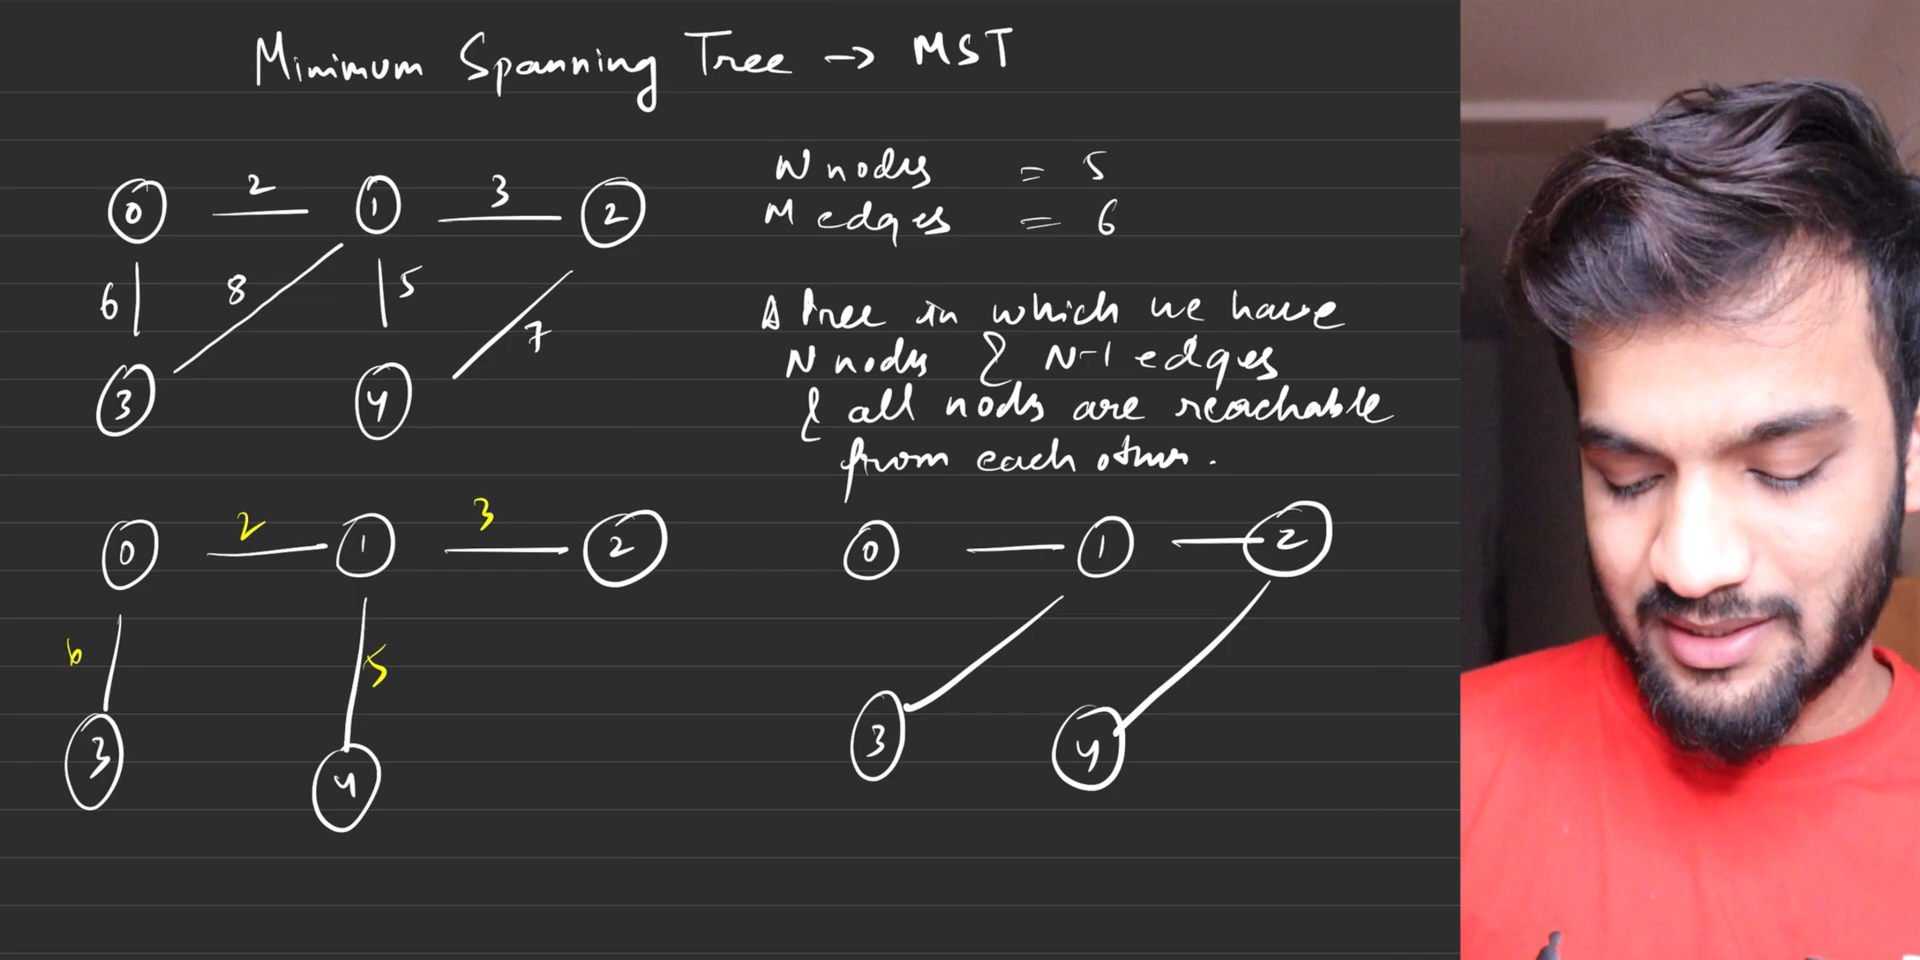 Minimum Spanning Tree -> MST
N nodes = 5
M edges = 6
0 2 1 3 2
6 8 5 7
3 4
A tree in which we have
N nodes & N-1 edges
& all nodes are reachable
from each other.
0 2 1 3 2
6 5
3 4
0 1 2
3 4